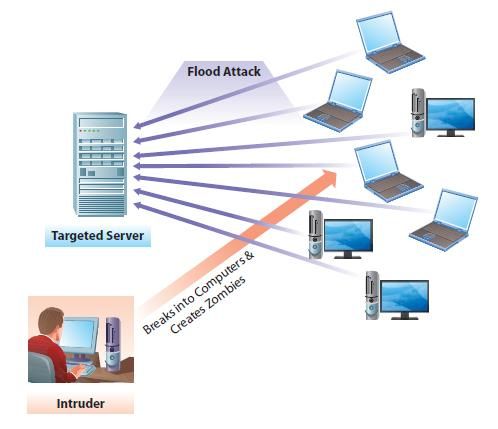 Flood Attack
Targeted Server
Breaks into Computers &
Creates Zombies
Intruder